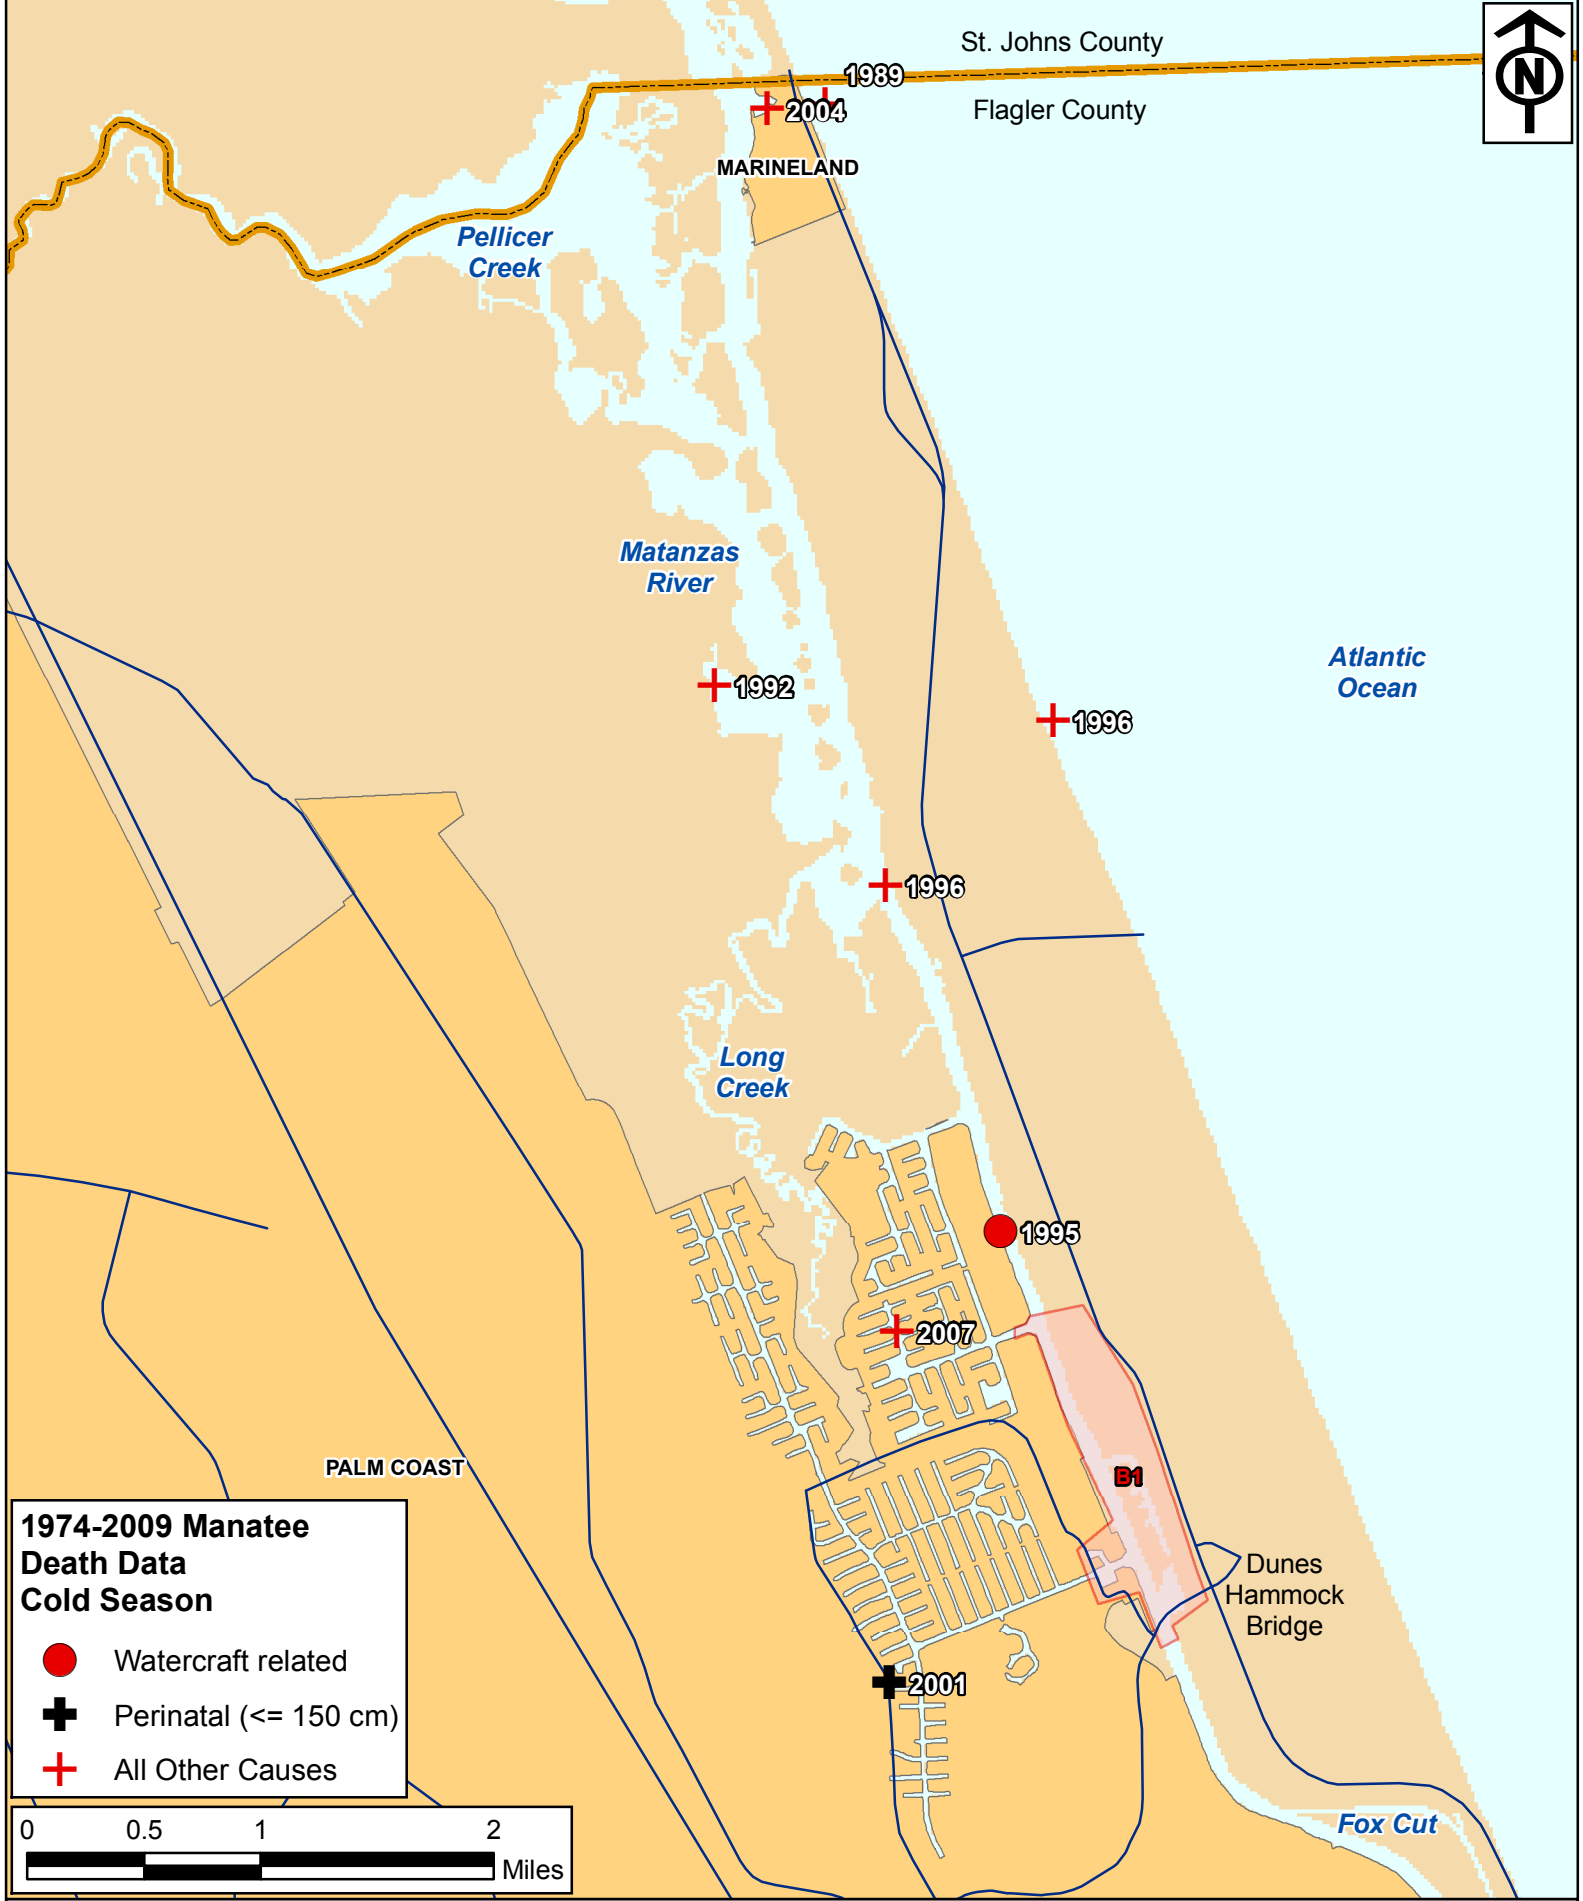 St. Johns County
N
1989
2004
Flagler County
MARINELAND
Pellicer
Creek
Matanzas
River
Atlantic
Ocean
1992
1996
1996
Long
Creek
1995
2007
PALM COAST
B1
Dunes
Hammock
Bridge
2001
Fox Cut
1974-2009 Manatee
Death Data
Cold Season
Watercraft related
Perinatal (<= 150 cm)
All Other Causes
0 0.5 1 2
Miles